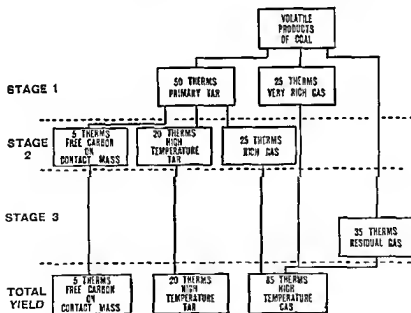 VOLATILE
PRODUCTS
OF COAL
STAGE 1
50 THERMS
PRIMARY
TAR
25 THERMS
VERY RICH GAS
STAGE
2
5 THERMS
FREE CARBON
ON
CONTACT MASS
20 THERMS
HIGH
TEMPERATURE
TAR
25 THERMS
RICH GAS
STAGE 3
35 THERMS
RESIDUAL GAS
TOTAL
YIELD
5 THERMS
FREE CARBON
ON
CONTACT MASS
20 THERMS
HIGH
TEMPERATURE
TAR
85 THERMS
HIGH
TEMPERATURE
GAS